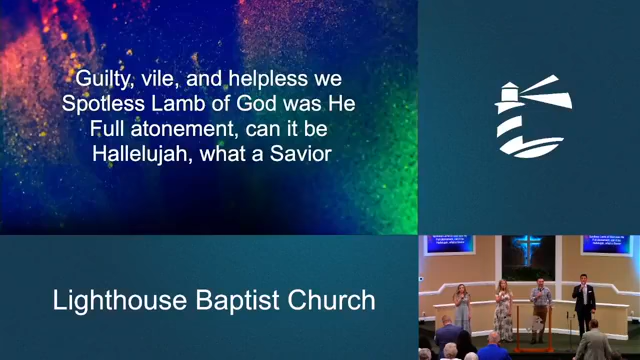 Guilty, vile, and helpless we
Spotless Lamb of God was He
Full atonement, can it be
Hallelujah, what a Savior
Lighthouse Baptist Church